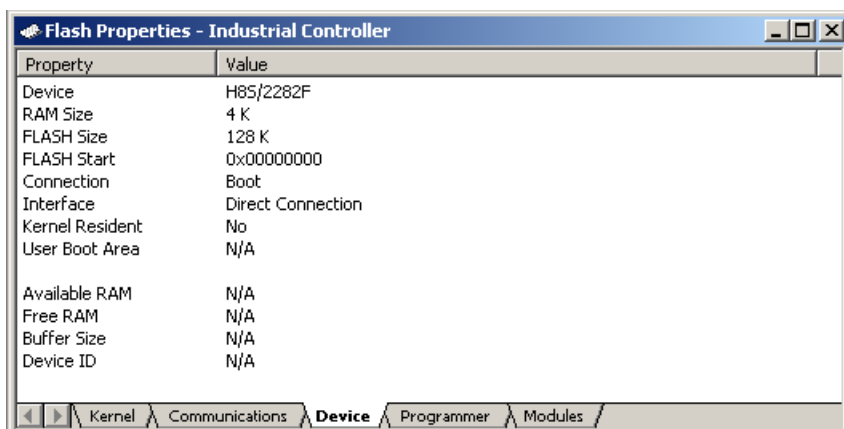 Flash Properties - Industrial Controller
Property Value
Device H8S/2282F
RAM Size 4 K
FLASH Size 128 K
FLASH Start 0x00000000
Connection Boot
Interface Direct Connection
Kernel Resident No
User Boot Area N/A
Available RAM N/A
Free RAM N/A
Buffer Size N/A
Device ID N/A
Kernel Communications Device Programmer Modules